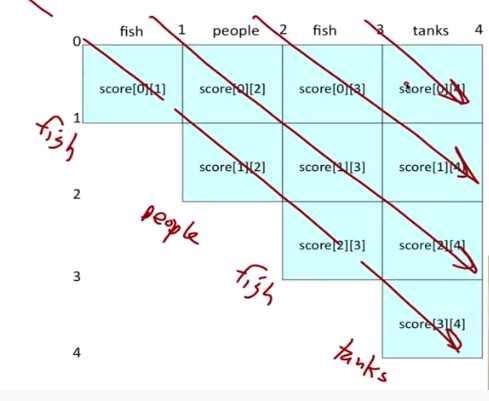 fish people fish tanks
0 1 2 3 4
score[0][1] score[0][2] score[0][3] score[0][4]
1
fish
score[1][2] score[1][3] score[1][4]
2
people
score[2][3] score[2][4]
fish
3
score[3][4]
tanks
4